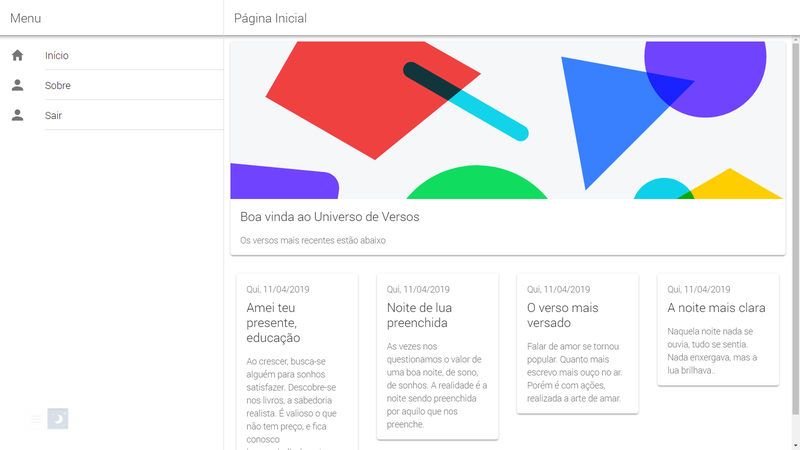 Menu
Página Inicial
Início
Sobre
Sair
Boa vinda ao Universo de Versos
Os versos mais recentes estão abaixo
Qui, 11/04/2019
Amei teu
presente,
educação
Ao crescer, busca-se
alguém para sonhos
satisfazer. Descobre-se
nos livros, a sabedoria
realista. É valioso o que
não tem preço, e fica
conosco
Qui, 11/04/2019
Noite de lua
preenchida
As vezes nos
questionamos o valor de
uma boa noite, de sono,
de sonhos. A realidade é a
noite sendo preenchida
por aquilo que nos
preenche.
Qui, 11/04/2019
O verso mais
versado
Falar de amor se tornou
popular. Quanto mais
escrevo mais ouço no ar.
Porém é com ações,
realizada a arte de amar.
Qui, 11/04/2019
A noite mais clara
Naquela noite nada se
ouvia, tudo se sentia.
Nada enxergava, mas a
lua brilhava..